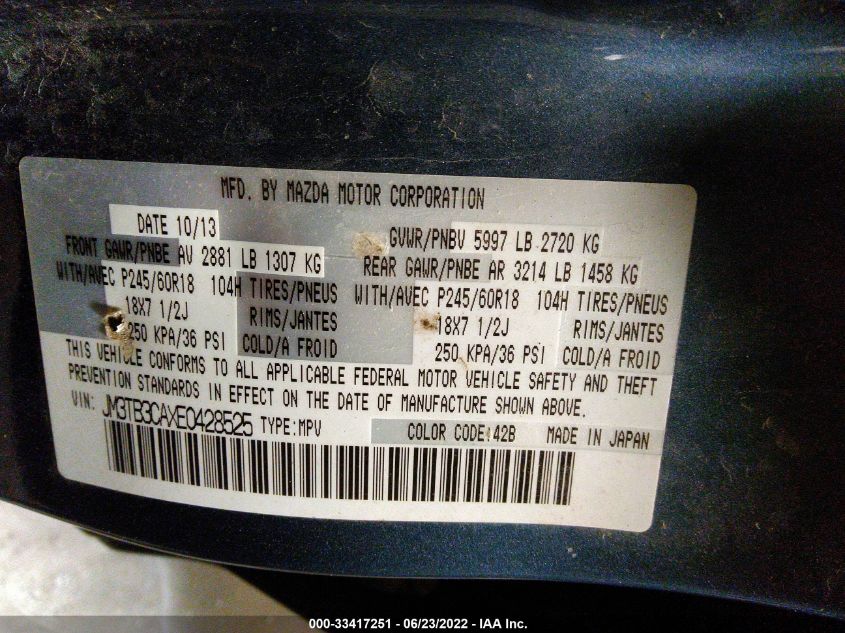 MFD. BY MAZDA MOTOR CORPORATION
DATE 10/13 GVWR/PNBV 5997 LB 2720 KG
FRONT GAWR/PNBE AV 2881 LB 1307 KG REAR GAWR/PNBE AR 3214 LB 1458 KG
WITH/AVEC P245/60R18 104H TIRES/PNEUS WITH/AVEC P245/60R18 104H TIRES/PNEUS
18X7 1/2J RIMS/JANTES 18X7 1/2J RIMS/JANTES
250 KPA/36 PSI COLD/A FROID 250 KPA/36 PSI COLD/A FROID
THIS VEHICLE CONFORMS TO ALL APPLICABLE FEDERAL MOTOR VEHICLE SAFETY AND THEFT
PREVENTION STANDARDS IN EFFECT ON THE DATE OF MANUFACTURE SHOWN ABOVE.
VIN: JM3TB3CAXE0428525 TYPE:MPV COLOR CODE:42B MADE IN JAPAN
000-33417251 - 06/23/2022 - IAA Inc.